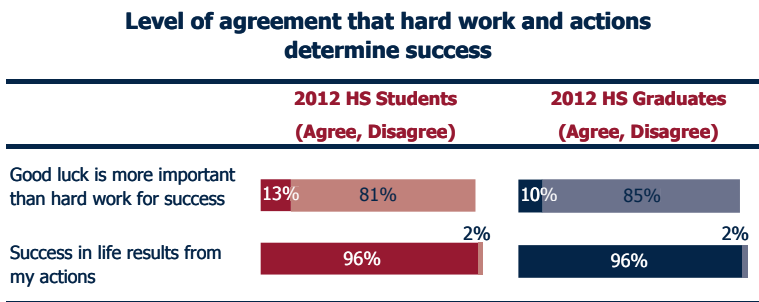 Level of agreement that hard work and actions
determine success
2012 HS Students
(Agree, Disagree)
2012 HS Graduates
(Agree, Disagree)
Good luck is more important
than hard work for success
13% 81%
10% 85%
Success in life results from
my actions
96% 2%
96% 2%